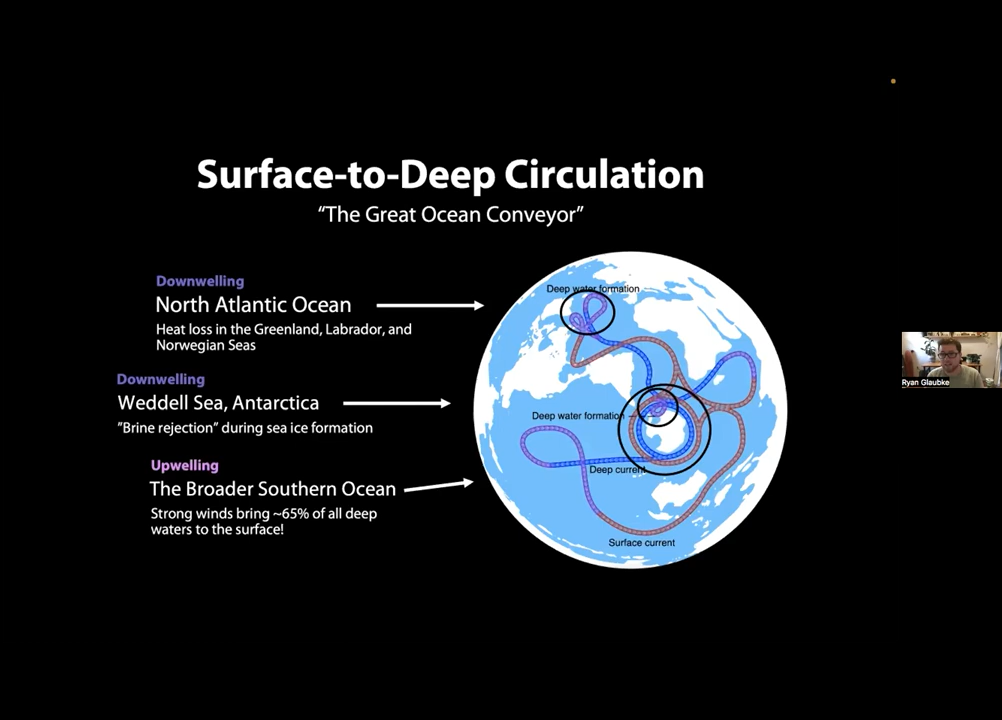 Surface-to-Deep Circulation
“The Great Ocean Conveyor”
Downwelling
North Atlantic Ocean
Heat loss in the Greenland, Labrador, and
Norwegian Seas
Downwelling
Weddell Sea, Antarctica
”Brine rejection” during sea ice formation
Upwelling
The Broader Southern Ocean
Strong winds bring ~65% of all deep
waters to the surface!
Deep water formation
Deep water formation
Deep current
Surface current
Ryan Glaubke